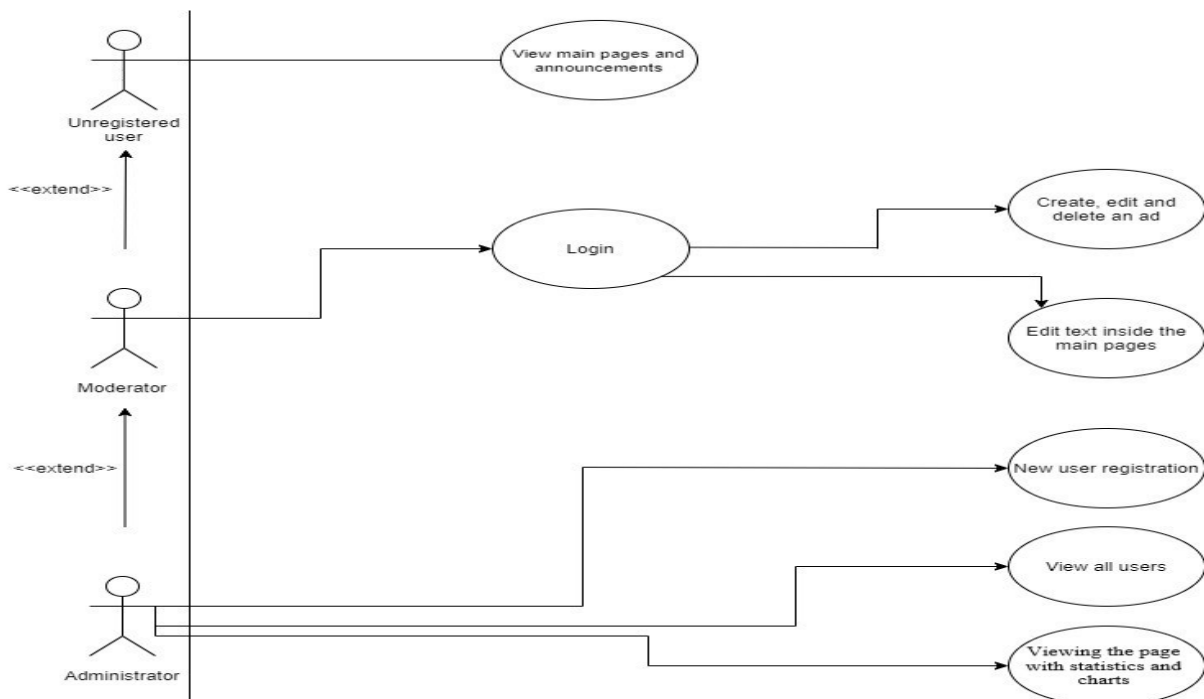 View main pages and
announcements
Unregistered
user
<<extend>>
Create, edit and
delete an ad
Login
Edit text inside the
main pages
Moderator
<<extend>>
New user registration
View all users
Administrator
Viewing the page
with statistics and
charts